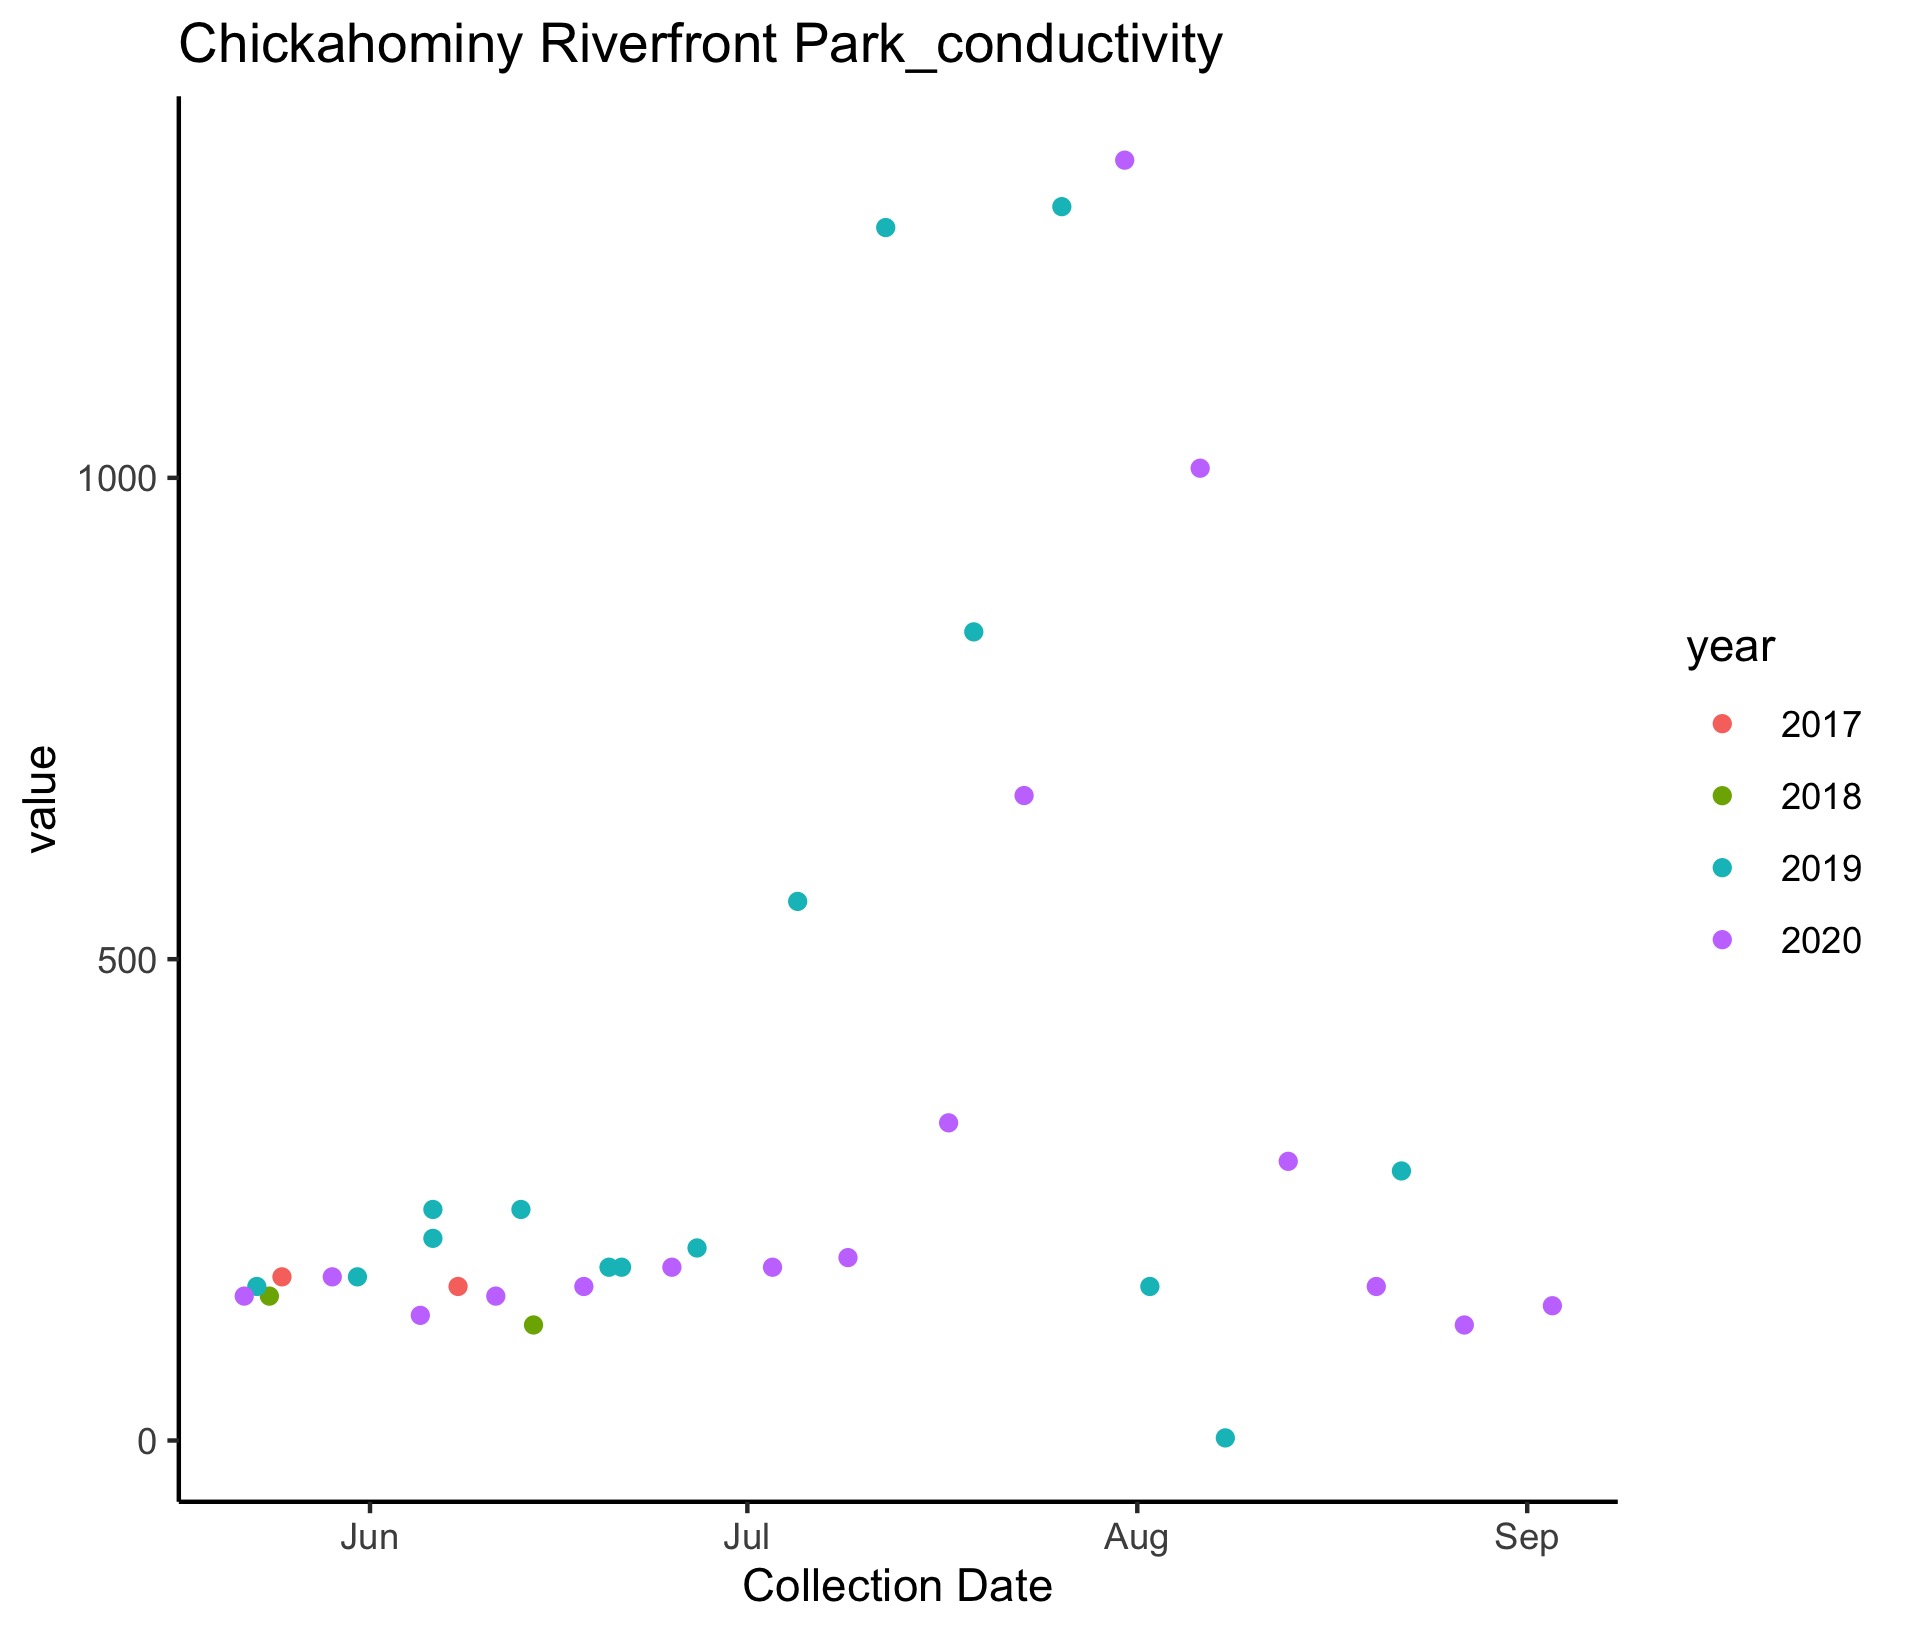 Chickahominy Riverfront Park_conductivity
value
1000
500
0
Jun Jul Aug Sep
Collection Date
year
2017
2018
2019
2020